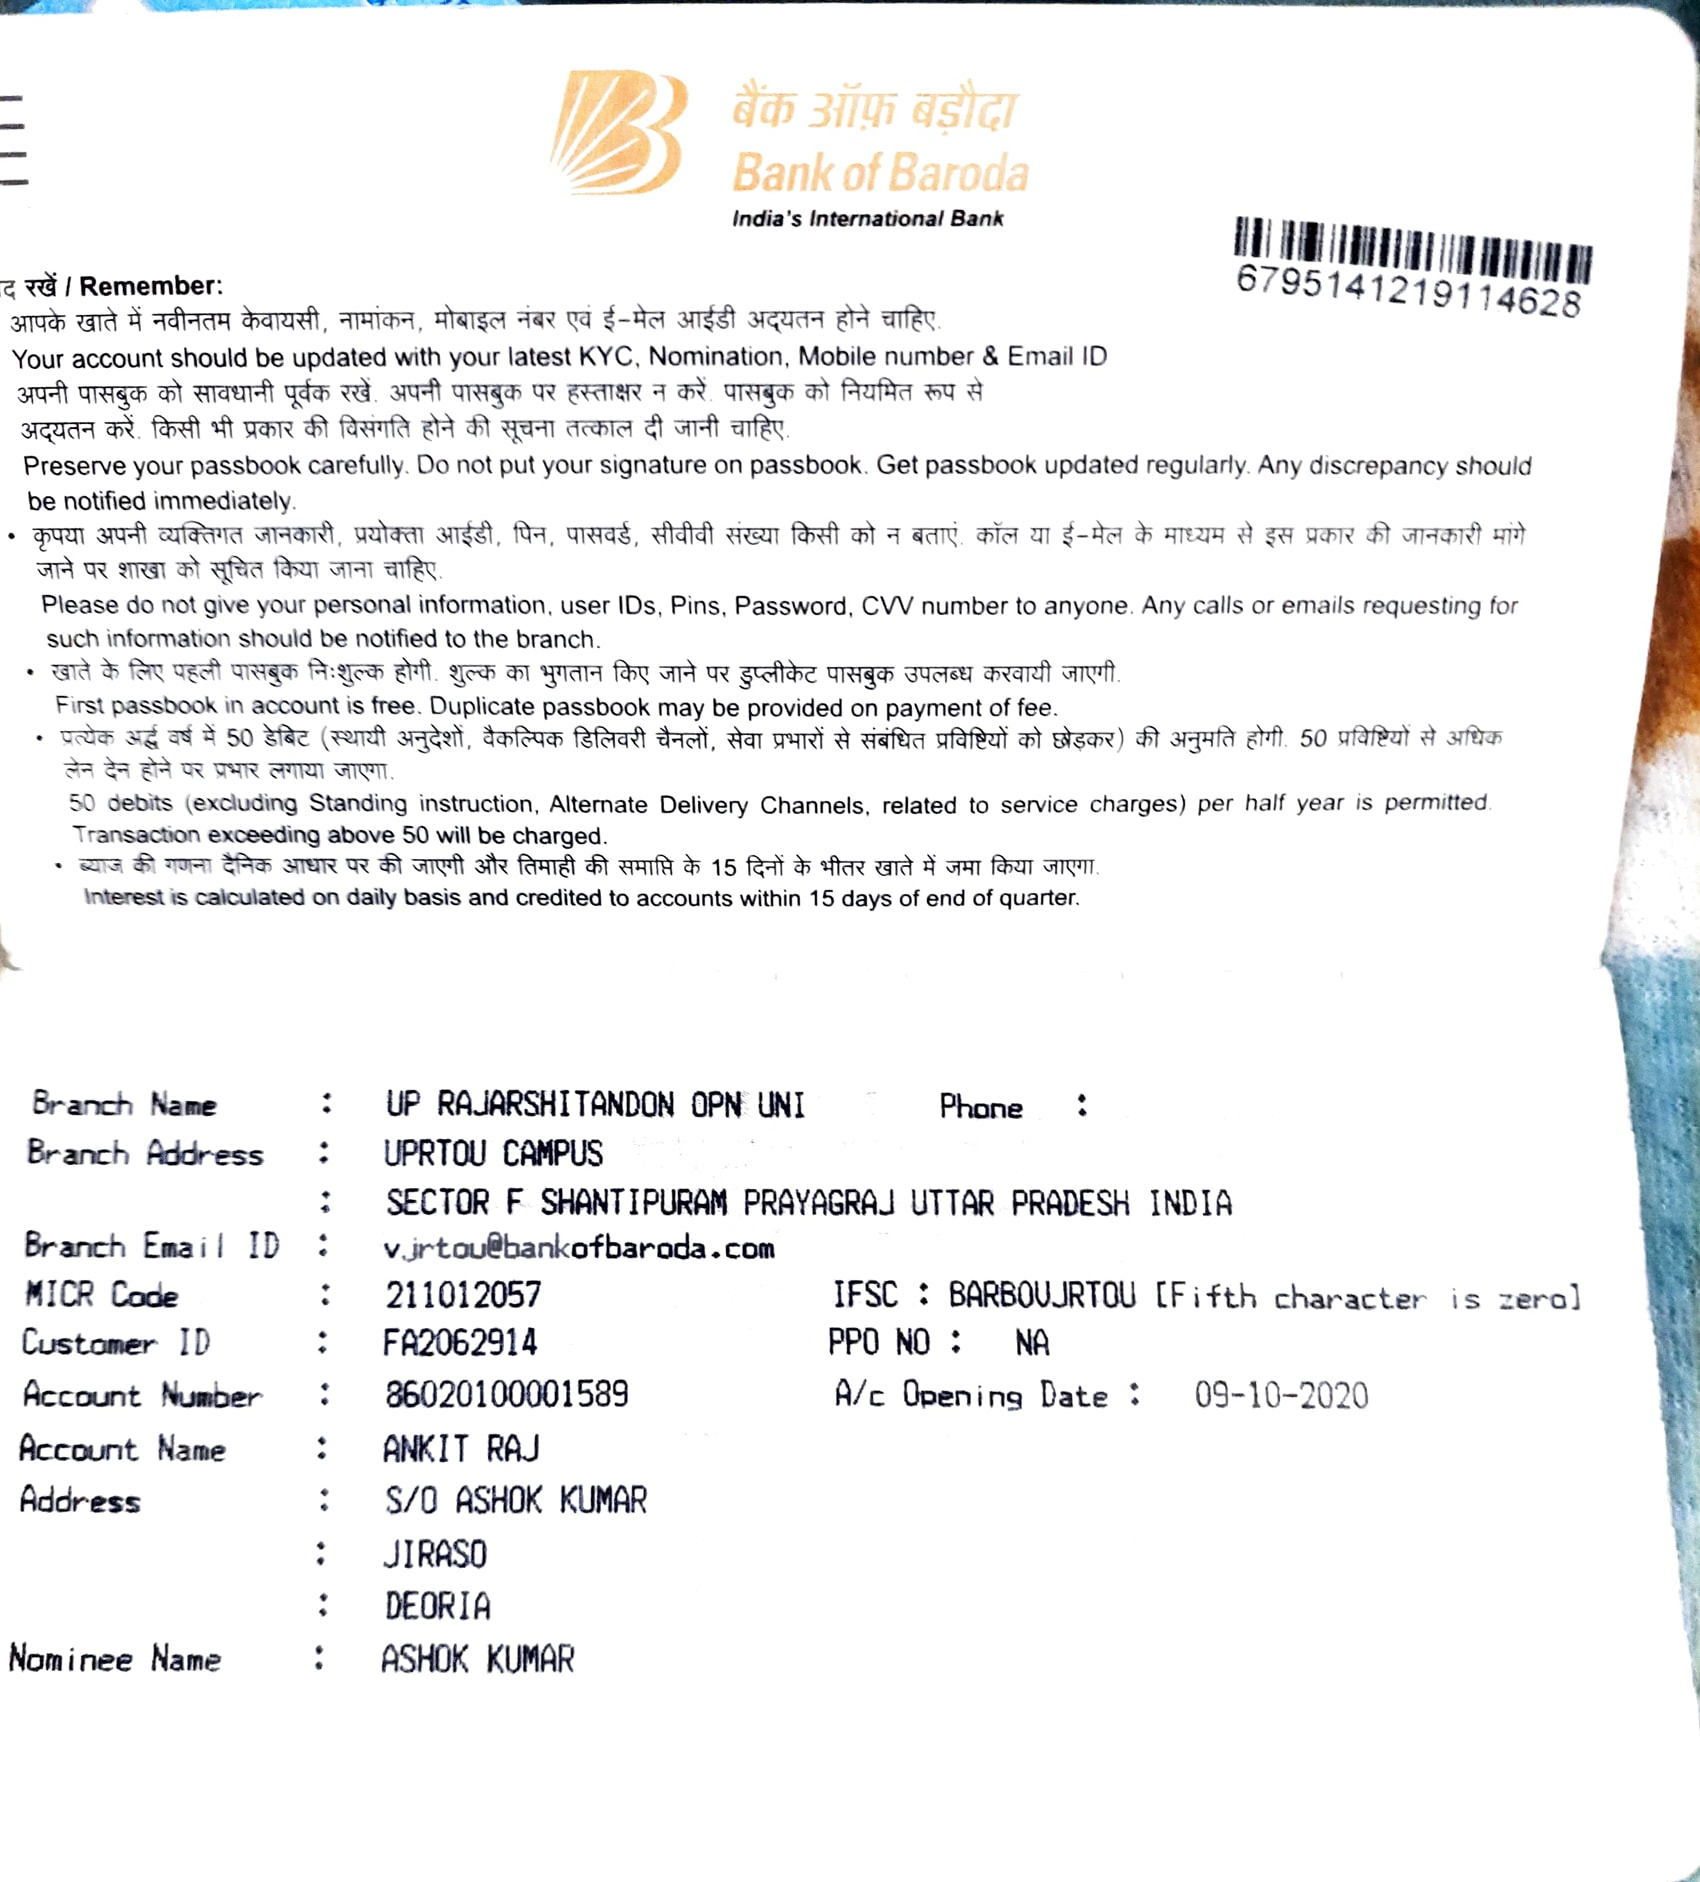 बैंक ऑफ़ बड़ौदा
Bank of Baroda
India's International Bank
6795141219114628
रखें / Remember:
आपके खाते में नवीनतम केवायसी, नामांकन, मोबाइल नंबर एवं ई-मेल आईडी अद्यतन होने चाहिए.
Your account should be updated with your latest KYC, Nomination, Mobile number & Email ID
अपनी पासबुक को सावधानी पूर्वक रखें. अपनी पासबुक पर हस्ताक्षर न करें. पासबुक को नियमित रूप से
अद्यतन करें. किसी भी प्रकार की विसंगति होने की सूचना तत्काल दी जानी चाहिए.
Preserve your passbook carefully. Do not put your signature on passbook. Get passbook updated regularly. Any discrepancy should
be notified immediately.
• कृपया अपनी व्यक्तिगत जानकारी, प्रयोक्ता आईडी, पिन, पासवर्ड, सीवीवी संख्या किसी को न बताएं. कॉल या ई-मेल के माध्यम से इस प्रकार की जानकारी मांगे
जाने पर शाखा को सूचित किया जाना चाहिए.
Please do not give your personal information, user IDs, Pins, Password, CVV number to anyone. Any calls or emails requesting for
such information should be notified to the branch.
• खाते के लिए पहली पासबुक नि:शुल्क होगी. शुल्क का भुगतान किए जाने पर डुप्लीकेट पासबुक उपलब्ध करवायी जाएगी.
First passbook in account is free. Duplicate passbook may be provided on payment of fee.
• प्रत्येक अर्द्ध वर्ष में 50 डेबिट (स्थायी अनुदेशों, वैकल्पिक डिलिवरी चैनलों, सेवा प्रभारों से संबंधित प्रविष्टियों को छोड़कर) की अनुमति होगी. 50 प्रविष्टियों से अधिक
लेन देन होने पर प्रभार लगाया जाएगा.
50 debits (excluding Standing instruction, Alternate Delivery Channels, related to service charges) per half year is permitted.
Transaction exceeding above 50 will be charged.
• ब्याज की गणना दैनिक आधार पर की जाएगी और तिमाही की समाप्ति के 15 दिनों के भीतर खाते में जमा किया जाएगा.
Interest is calculated on daily basis and credited to accounts within 15 days of end of quarter.
Branch Name : UP RAJARSHITANDON OPN UNI Phone :
Branch Address : UPRTOU CAMPUS
: SECTOR F SHANTIPURAM PRAYAGRAJ UTTAR PRADESH INDIA
Branch Email ID : vjrtou@bankofbaroda.com
MICR Code : 211012057 IFSC : BARB0VJRTOU [Fifth character is zero]
Customer ID : FA2062914 PPO NO : NA
Account Number : 86020100001589 A/c Opening Date : 09-10-2020
Account Name : ANKIT RAJ
Address : S/O ASHOK KUMAR
: JIRASO
: DEORIA
Nominee Name : ASHOK KUMAR